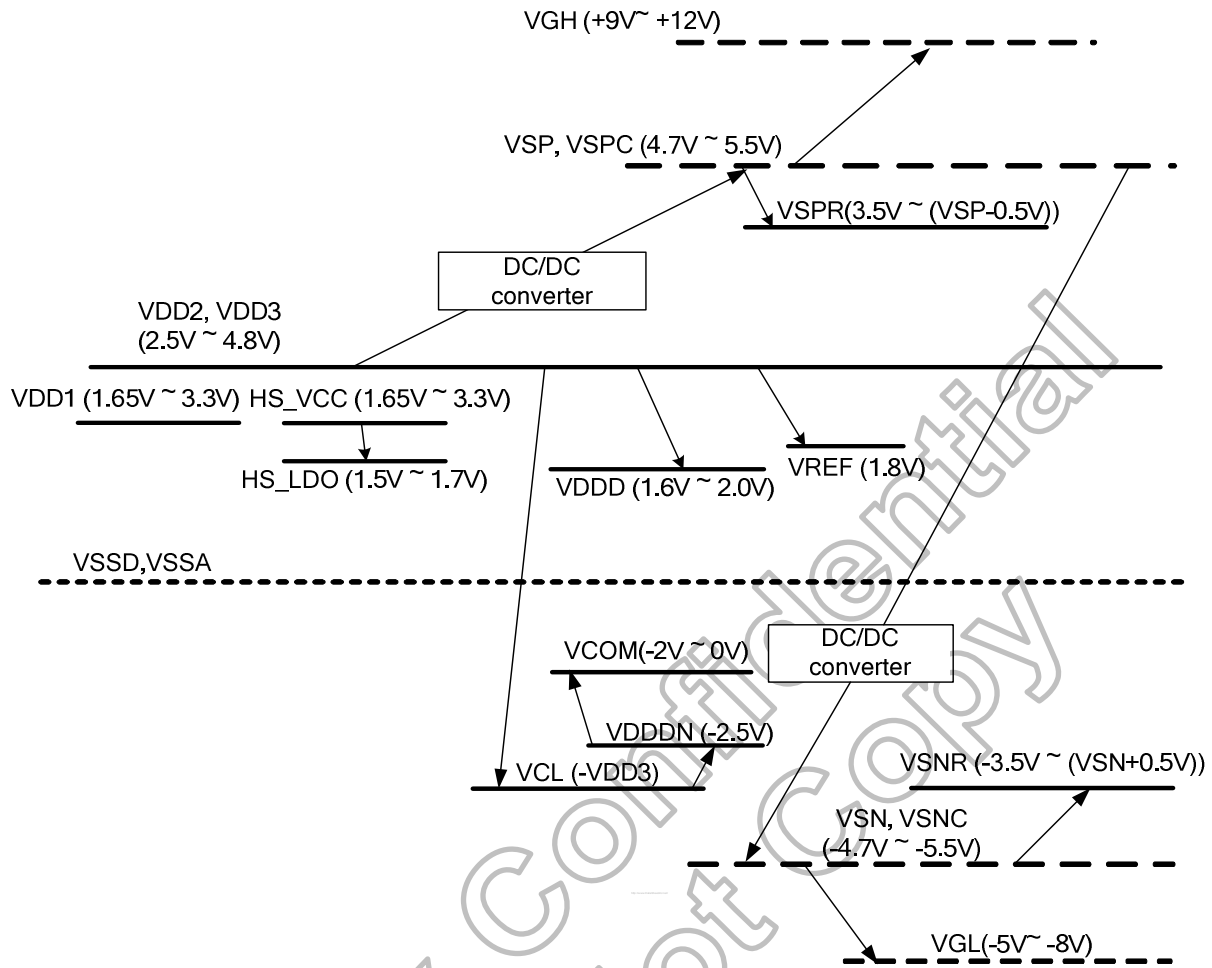 VGH (+9V~ +12V)
VSP, VSPC (4.7V ~ 5.5V)
VSPR(3.5V ~ (VSP-0.5V))
DC/DC
converter
VDD2, VDD3
(2.5V ~ 4.8V)
VDD1 (1.65V ~ 3.3V)
HS_VCC (1.65V ~ 3.3V)
HS_LDO (1.5V ~ 1.7V)
VDDD (1.6V ~ 2.0V)
VREF (1.8V)
VSSD,VSSA
VCOM(-2V ~ 0V)
DC/DC
converter
VDDDN (-2.5V)
VCL (-VDD3)
VSNR (-3.5V ~ (VSN+0.5V))
VSN, VSNC
(-4.7V ~ -5.5V)
VGL(-5V~ -8V)
Confidential
Copy